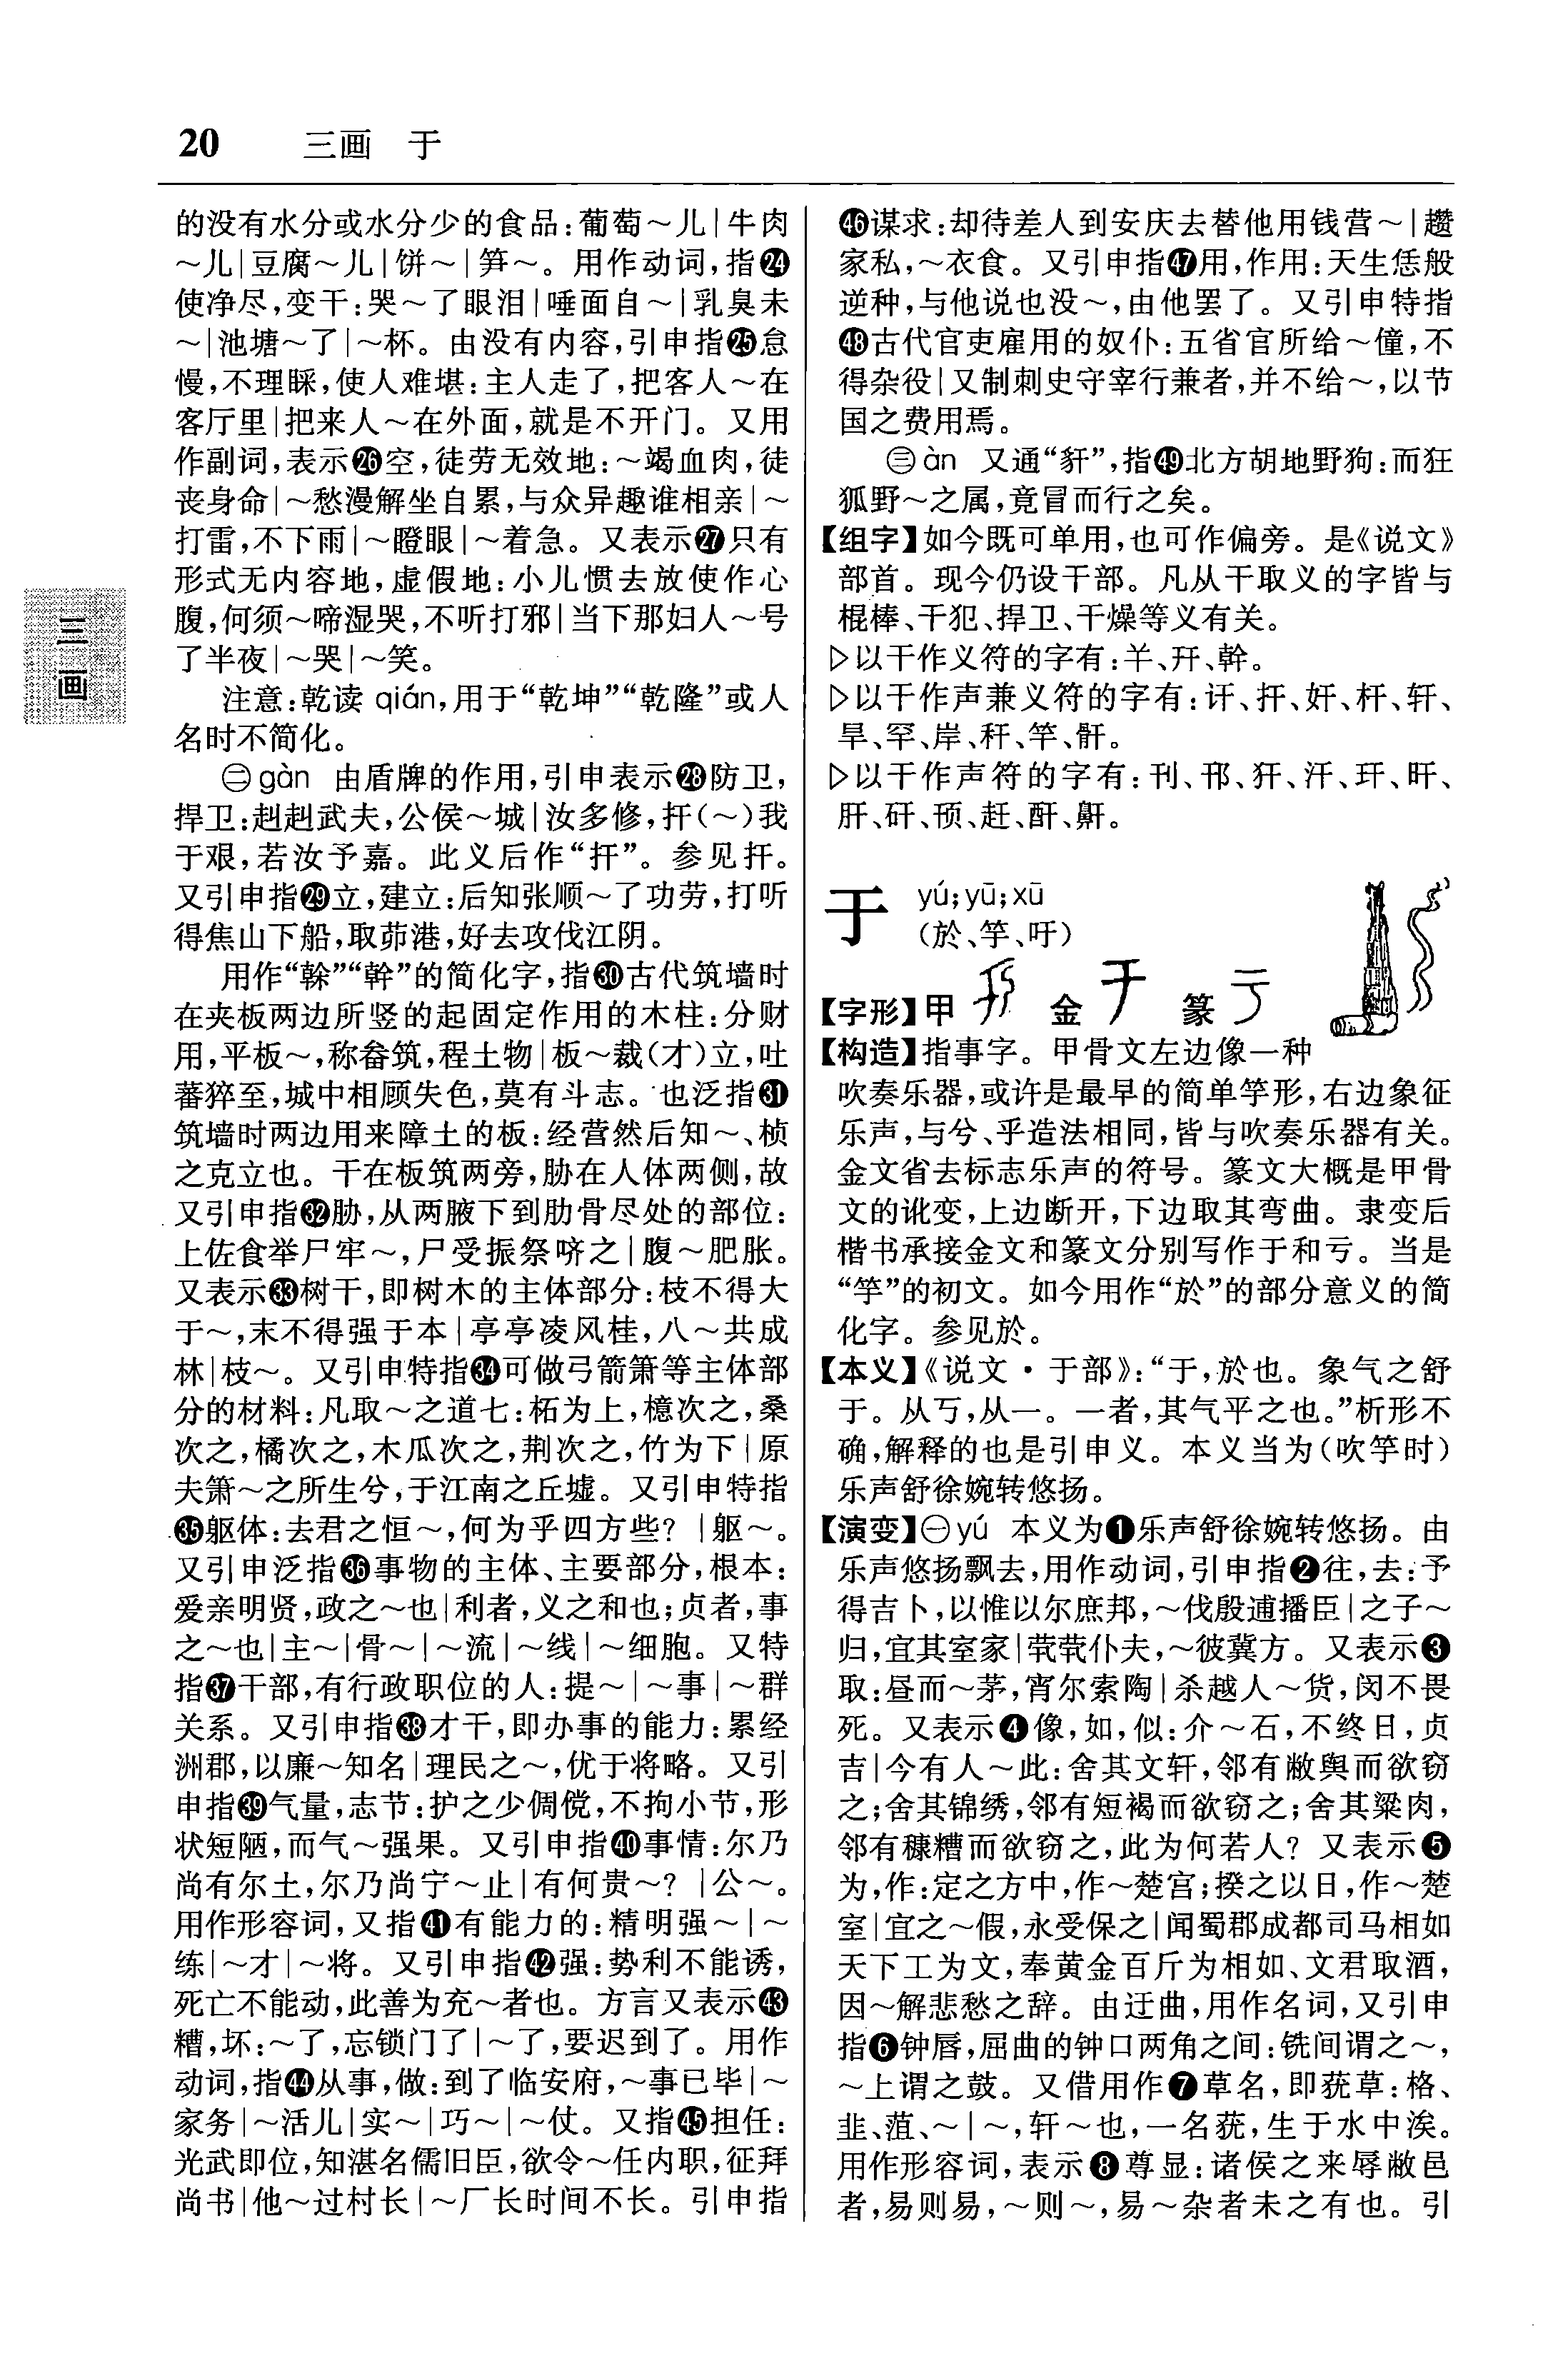 20 三画 于
的没有水分或水分少的食品:葡萄～儿|牛肉
～儿|豆腐～儿|饼～|笋～。用作动词,指㉔
使净尽,变干:哭～了眼泪|唾面自～|乳臭未
～|池塘～了|～杯。由没有内容,引申指㉕怠
慢,不理睬,使人难堪:主人走了,把客人～在
客厅里|把来人～在外面,就是不开门。又用
作副词,表示㉖空,徒劳无效地:～竭血肉,徒
丧身命|～愁漫解坐自累,与众异趣谁相亲|～
打雷,不下雨|～瞪眼|～着急。又表示㉗只有
形式无内容地,虚假地:小儿惯去放使作心
腹,何须～啼湿哭,不听打邪|当下那妇人～号
了半夜|～哭|～笑。
注意:乾读 qián,用于“乾坤”“乾隆”或人
名时不简化。
㊁gàn 由盾牌的作用,引申表示㉘防卫,
捍卫:赳赳武夫,公侯～城|汝多修,扞(～)我
于艰,若汝予嘉。此义后作“扞”。参见扞。
又引申指㉙立,建立:后知张顺～了功劳,打听
得焦山下船,取茆港,好去攻伐江阴。
用作“榦”“幹”的简化字,指㉚古代筑墙时
在夹板两边所竖的起固定作用的木柱:分财
用,平板～,称畚筑,程土物|板～裁(才)立,吐
蕃猝至,城中相顾失色,莫有斗志。也泛指㉛
筑墙时两边用来障土的板:经营然后知～、桢
之克立也。干在板筑两旁,胁在人体两侧,故
又引申指㉜胁,从两腋下到肋骨尽处的部位:
上佐食举尸牢～,尸受振祭哜之|腹～肥胀。
又表示㉝树干,即树木的主体部分:枝不得大
于～,末不得强于本|亭亭凌风桂,八～共成
林|枝～。又引申特指㉞可做弓箭箫等主体部
分的材料:凡取～之道七:柘为上,檍次之,桑
次之,橘次之,木瓜次之,荆次之,竹为下|原
夫箫～之所生兮,于江南之丘墟。又引申特指
㉟躯体:去君之恒～,何为乎四方些?|躯～。
又引申泛指㊱事物的主体、主要部分,根本:
爱亲明贤,政之～也|利者,义之和也;贞者,事
之～也|主～|骨～|～流|～线|～细胞。又特
指㊲干部,有行政职位的人:提～|～事|～群
关系。又引申指㊳才干,即办事的能力:累经
洲郡,以廉～知名|理民之～,优于将略。又引
申指㊴气量,志节:护之少倜傥,不拘小节,形
状短陋,而气～强果。又引申指㊵事情:尔乃
尚有尔土,尔乃尚宁～止|有何贵～?|公～。
用作形容词,又指㊶有能力的:精明强～|～
练|～才|～将。又引申指㊷强:势利不能诱,
死亡不能动,此善为充～者也。方言又表示㊸
糟,坏:～了,忘锁门了|～了,要迟到了。用作
动词,指㊹从事,做:到了临安府,～事已毕|～
家务|～活儿|实～|巧～|～仗。又指㊺担任:
光武即位,知湛名儒旧臣,欲令～任内职,征拜
尚书|他～过村长|～厂长时间不长。引申指
㊻谋求:却待差人到安庆去替他用钱营～|趱
家私,～衣食。又引申指㊼用,作用:天生恁般
逆种,与他说也没～,由他罢了。又引申特指
㊽古代官吏雇用的奴仆:五省官所给～僮,不
得杂役|又制刺史守宰行兼者,并不给～,以节
国之费用焉。
㊂àn 又通“豻”,指㊾北方胡地野狗:而狂
狐野～之属,竟冒而行之矣。
【组字】如今既可单用,也可作偏旁。是《说文》
部首。现今仍设干部。凡从干取义的字皆与
棍棒、干犯、捍卫、干燥等义有关。
▷以干作义符的字有:羊、幵、幹。
▷以干作声兼义符的字有:讦、扞、奸、杆、轩、
旱、罕、岸、秆、竿、骭。
▷以干作声符的字有:刊、邗、犴、汗、玕、旰、
肝、矸、顸、赶、酐、鼾。
于 yú;yū;xū
(於、竽、吁)
【字形】甲 金 篆
【构造】指事字。甲骨文左边像一种
吹奏乐器,或许是最早的简单竽形,右边象征
乐声,与兮、乎造法相同,皆与吹奏乐器有关。
金文省去标志乐声的符号。篆文大概是甲骨
文的讹变,上边断开,下边取其弯曲。隶变后
楷书承接金文和篆文分别写作于和亏。当是
“竽”的初文。如今用作“於”的部分意义的简
化字。参见於。
【本义】《说文·于部》:“于,於也。象气之舒
于。从丂,从一。一者,其气平之也。”析形不
确,解释的也是引申义。本义当为(吹竽时)
乐声舒徐婉转悠扬。
【演变】㊀yú 本义为❶乐声舒徐婉转悠扬。由
乐声悠扬飘去,用作动词,引申指❷往,去:予
得吉卜,以惟以尔庶邦,～伐殷逋播臣|之子～
归,宜其室家|茕茕仆夫,～彼冀方。又表示❸
取:昼而～茅,宵尔索陶|杀越人～货,闵不畏
死。又表示❹像,如,似:介～石,不终日,贞
吉|今有人～此:舍其文轩,邻有敝舆而欲窃
之;舍其锦绣,邻有短褐而欲窃之;舍其粱肉,
邻有糠糟而欲窃之,此为何若人?又表示❺
为,作:定之方中,作～楚宫;揆之以日,作～楚
室|宜之～假,永受保之|闻蜀郡成都司马相如
天下工为文,奉黄金百斤为相如、文君取酒,
因～解悲愁之辞。由迂曲,用作名词,又引申
指❻钟唇,屈曲的钟口两角之间:铣间谓之～,
～上谓之鼓。又借用作❼草名,即莸草:格、
韭、菹、～|～,轩～也,一名莸,生于水中涘。
用作形容词,表示❽尊显:诸侯之来辱敝邑
者,易则易,～则～,易～杂者未之有也。引
三画